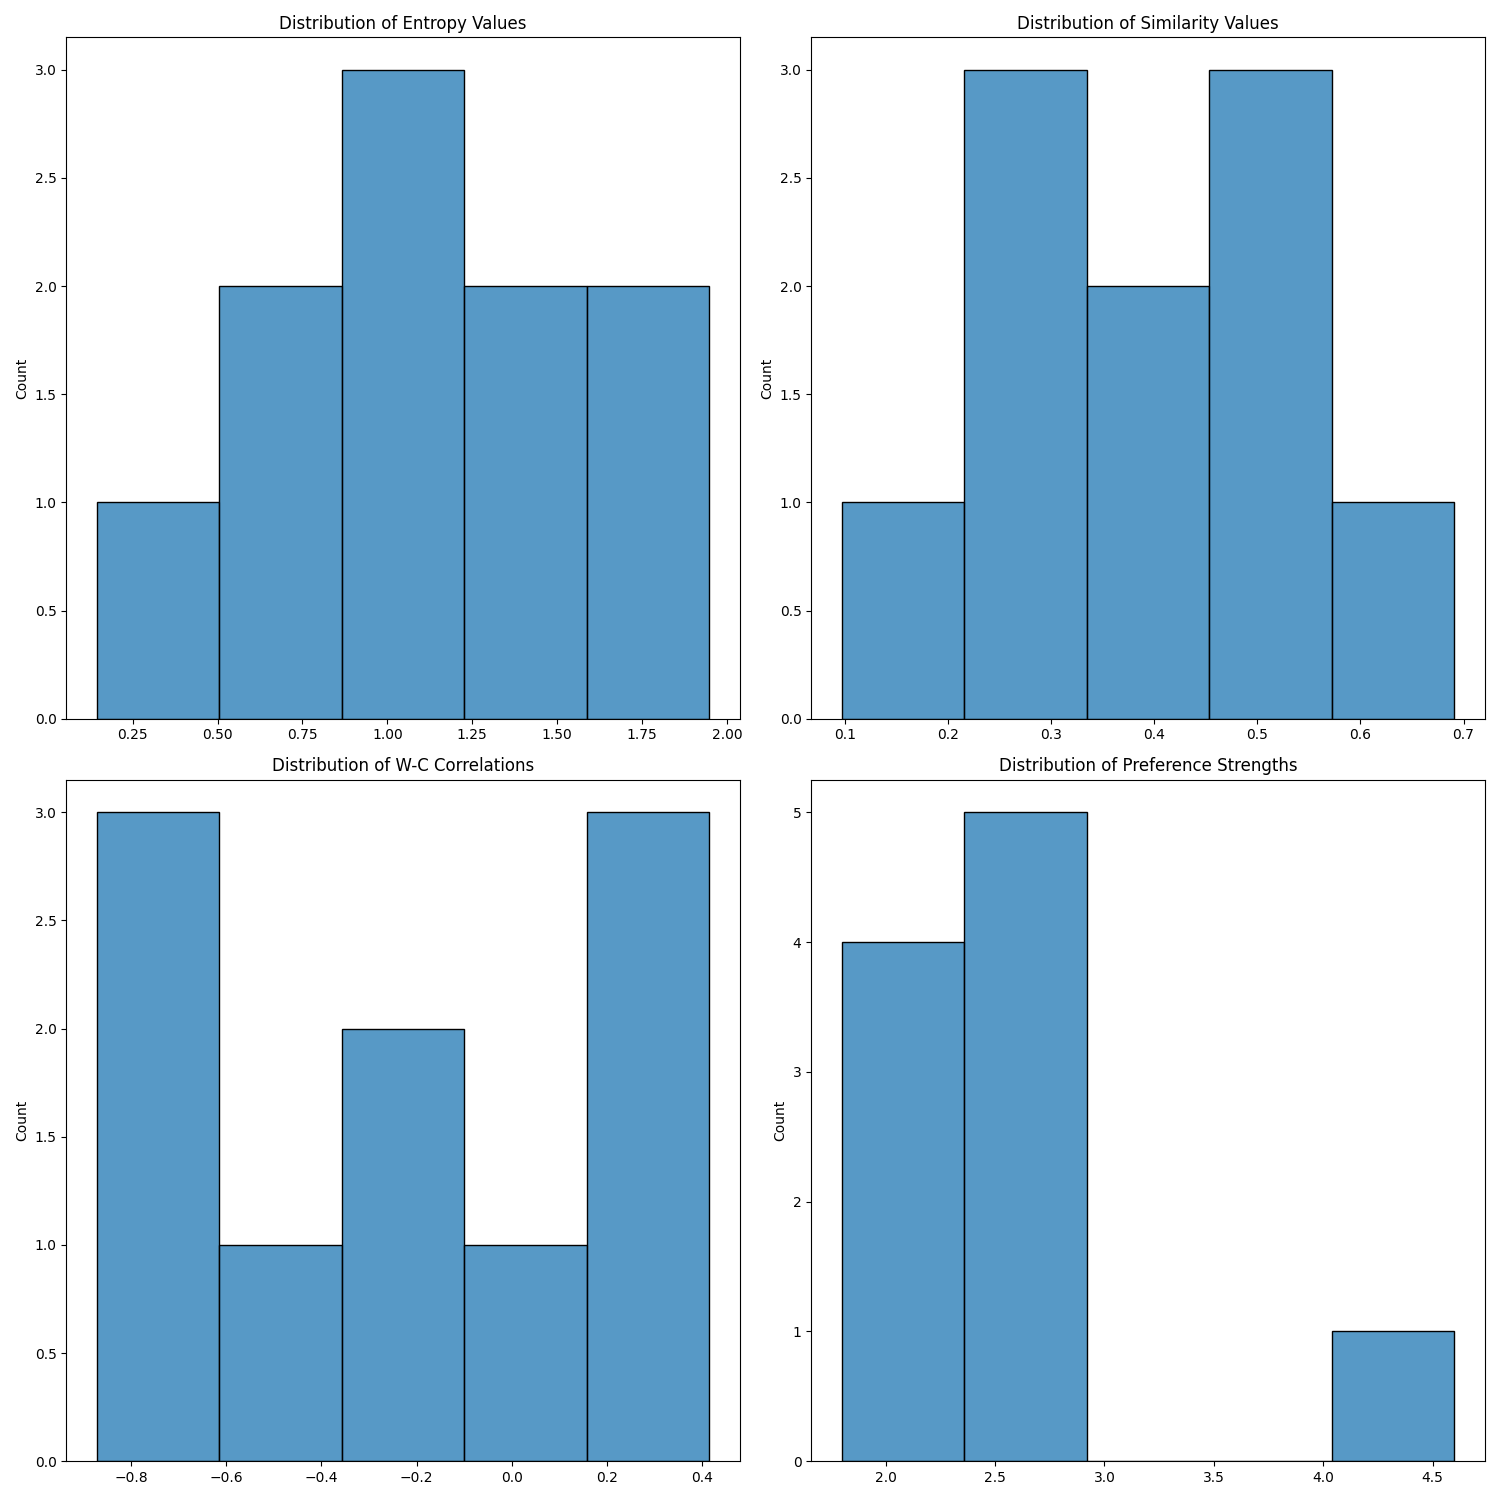 Distribution of Entropy Values
Count
3.0
2.5
2.0
1.5
1.0
0.5
0.0
0.25 0.50 0.75 1.00 1.25 1.50 1.75 2.00
Distribution of Similarity Values
Count
3.0
2.5
2.0
1.5
1.0
0.5
0.0
0.1 0.2 0.3 0.4 0.5 0.6 0.7
Distribution of W-C Correlations
Count
3.0
2.5
2.0
1.5
1.0
0.5
0.0
−0.8 −0.6 −0.4 −0.2 0.0 0.2 0.4
Distribution of Preference Strengths
Count
5
4
3
2
1
0
2.0 2.5 3.0 3.5 4.0 4.5